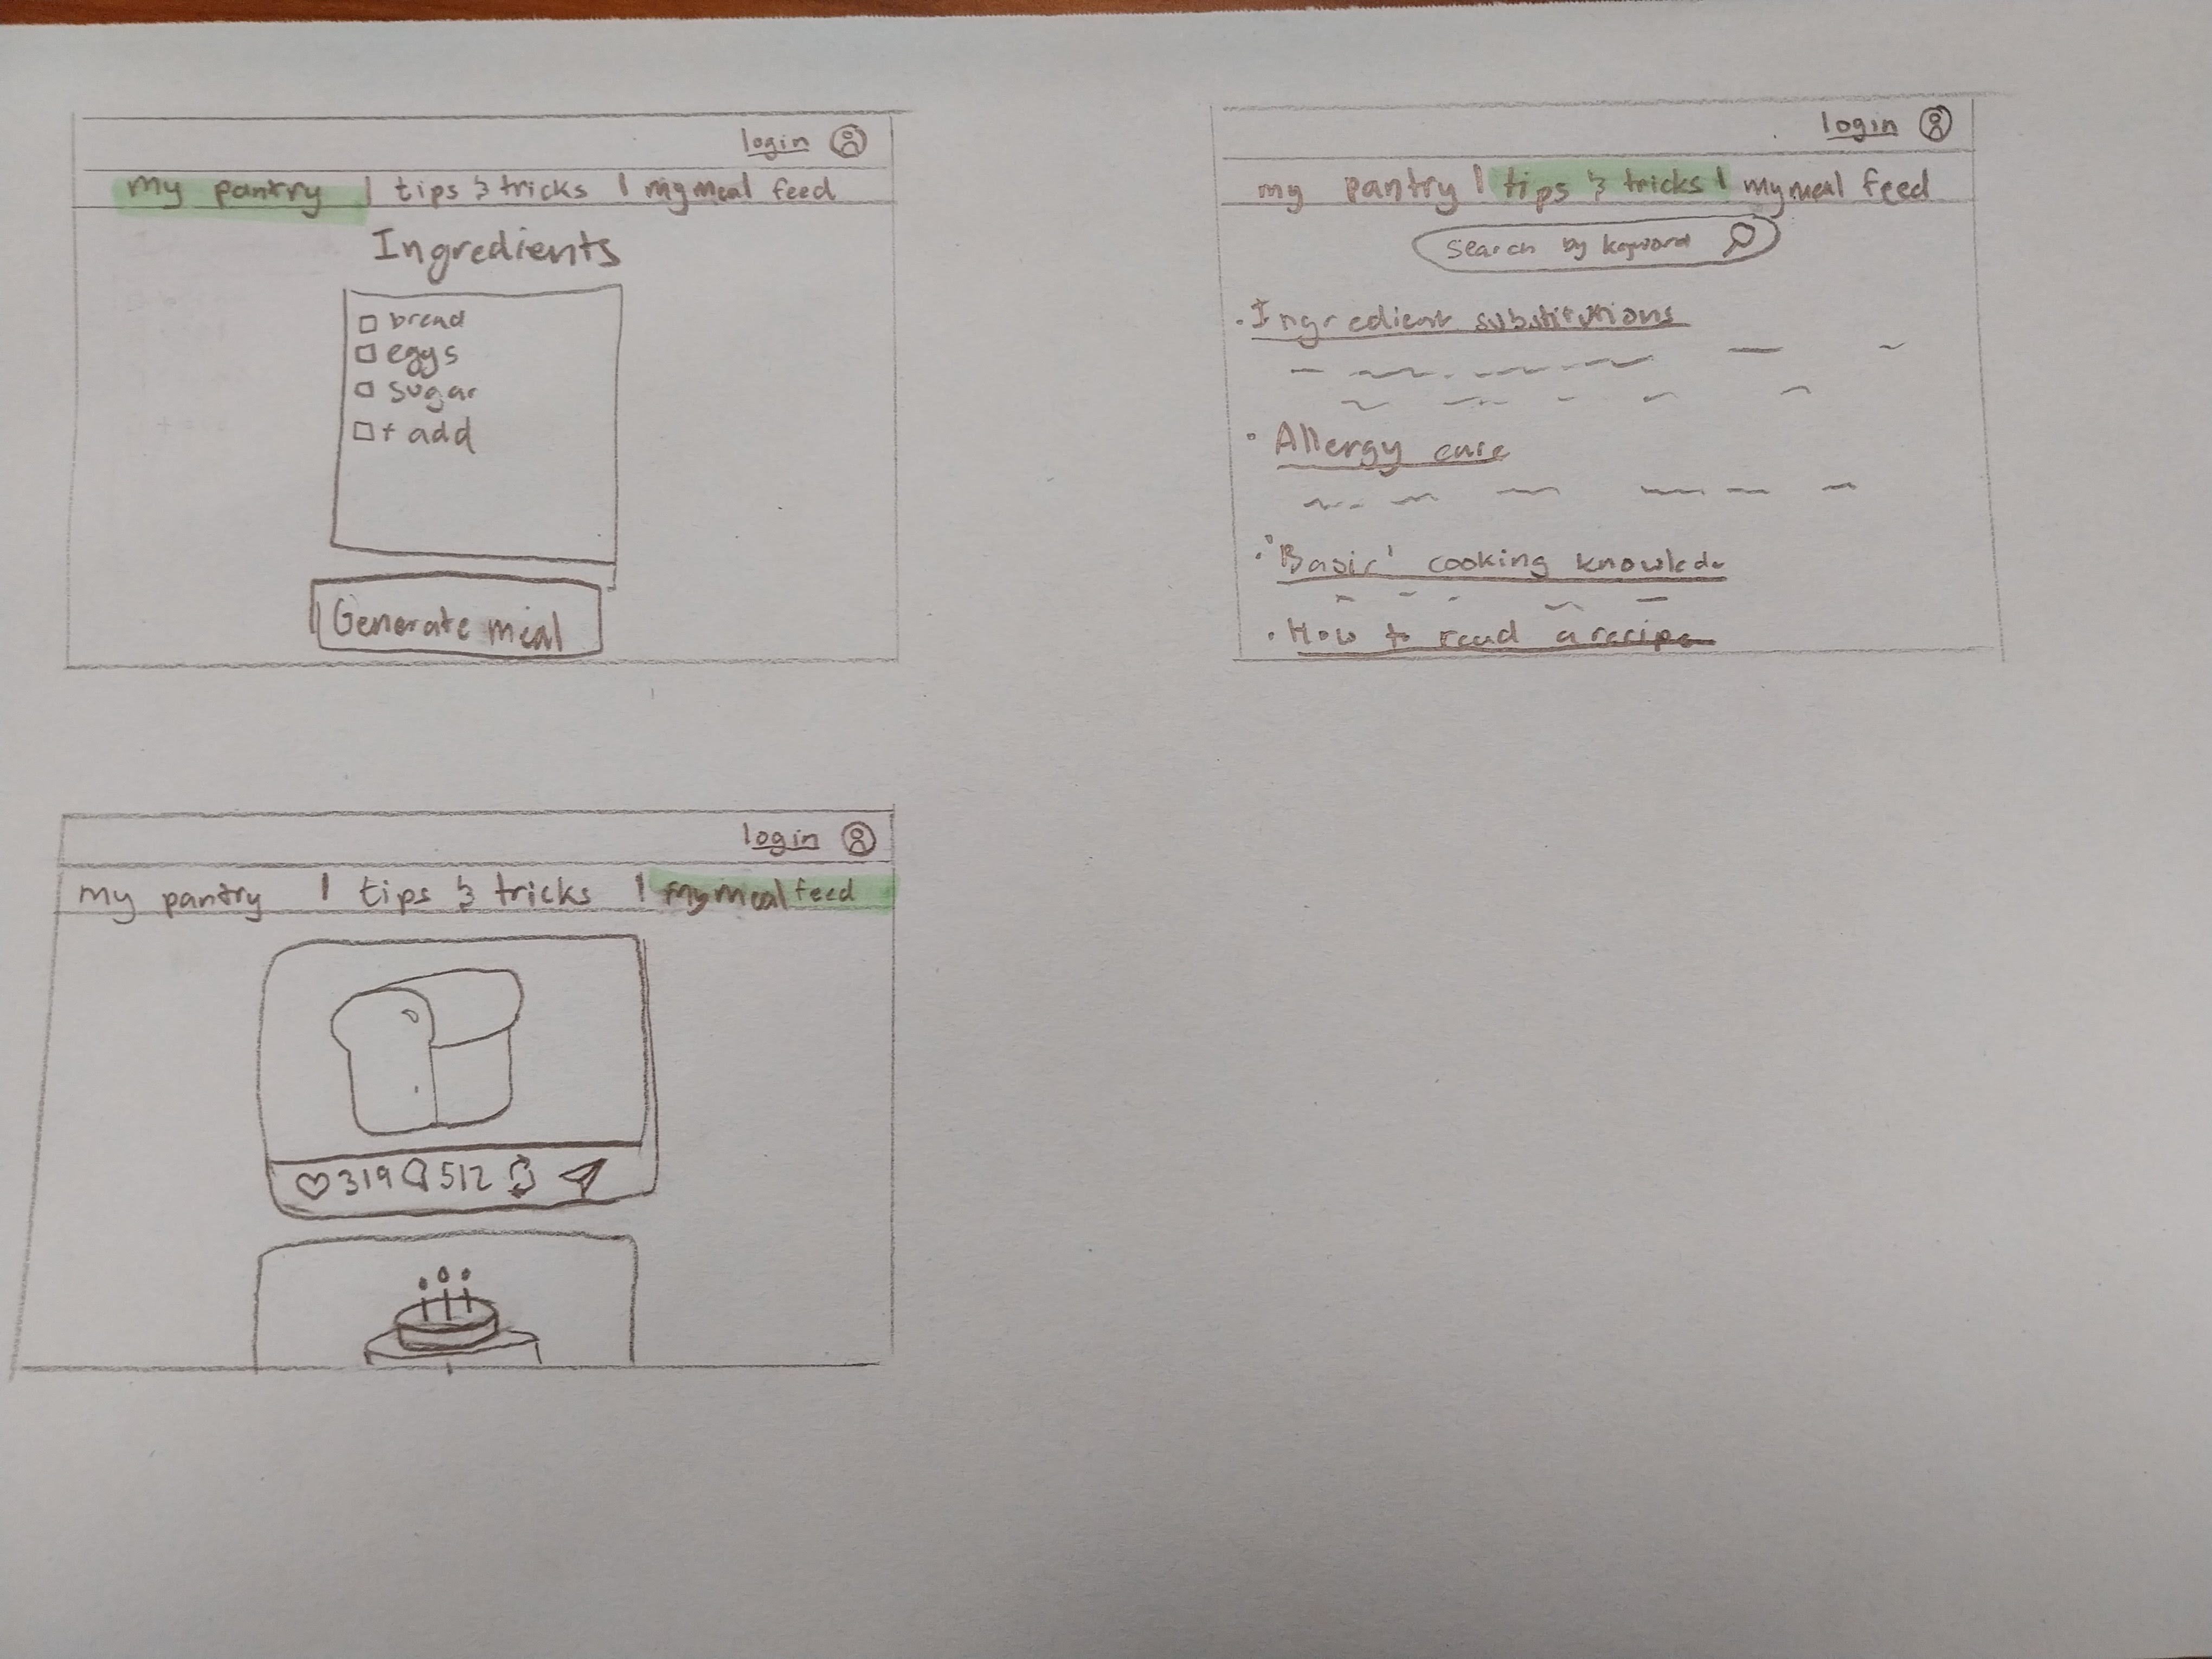 login
my pantry | tips & tricks | my meal feed
Ingredients
bread
eggs
sugar
+ add
Generate meal
login
my pantry | tips & tricks | my meal feed
Search by keyword
• Ingredient substitutions
• Allergy care
• 'Basic' cooking knowledge
• How to read a recipe
login
my pantry | tips & tricks | my meal feed
319 512